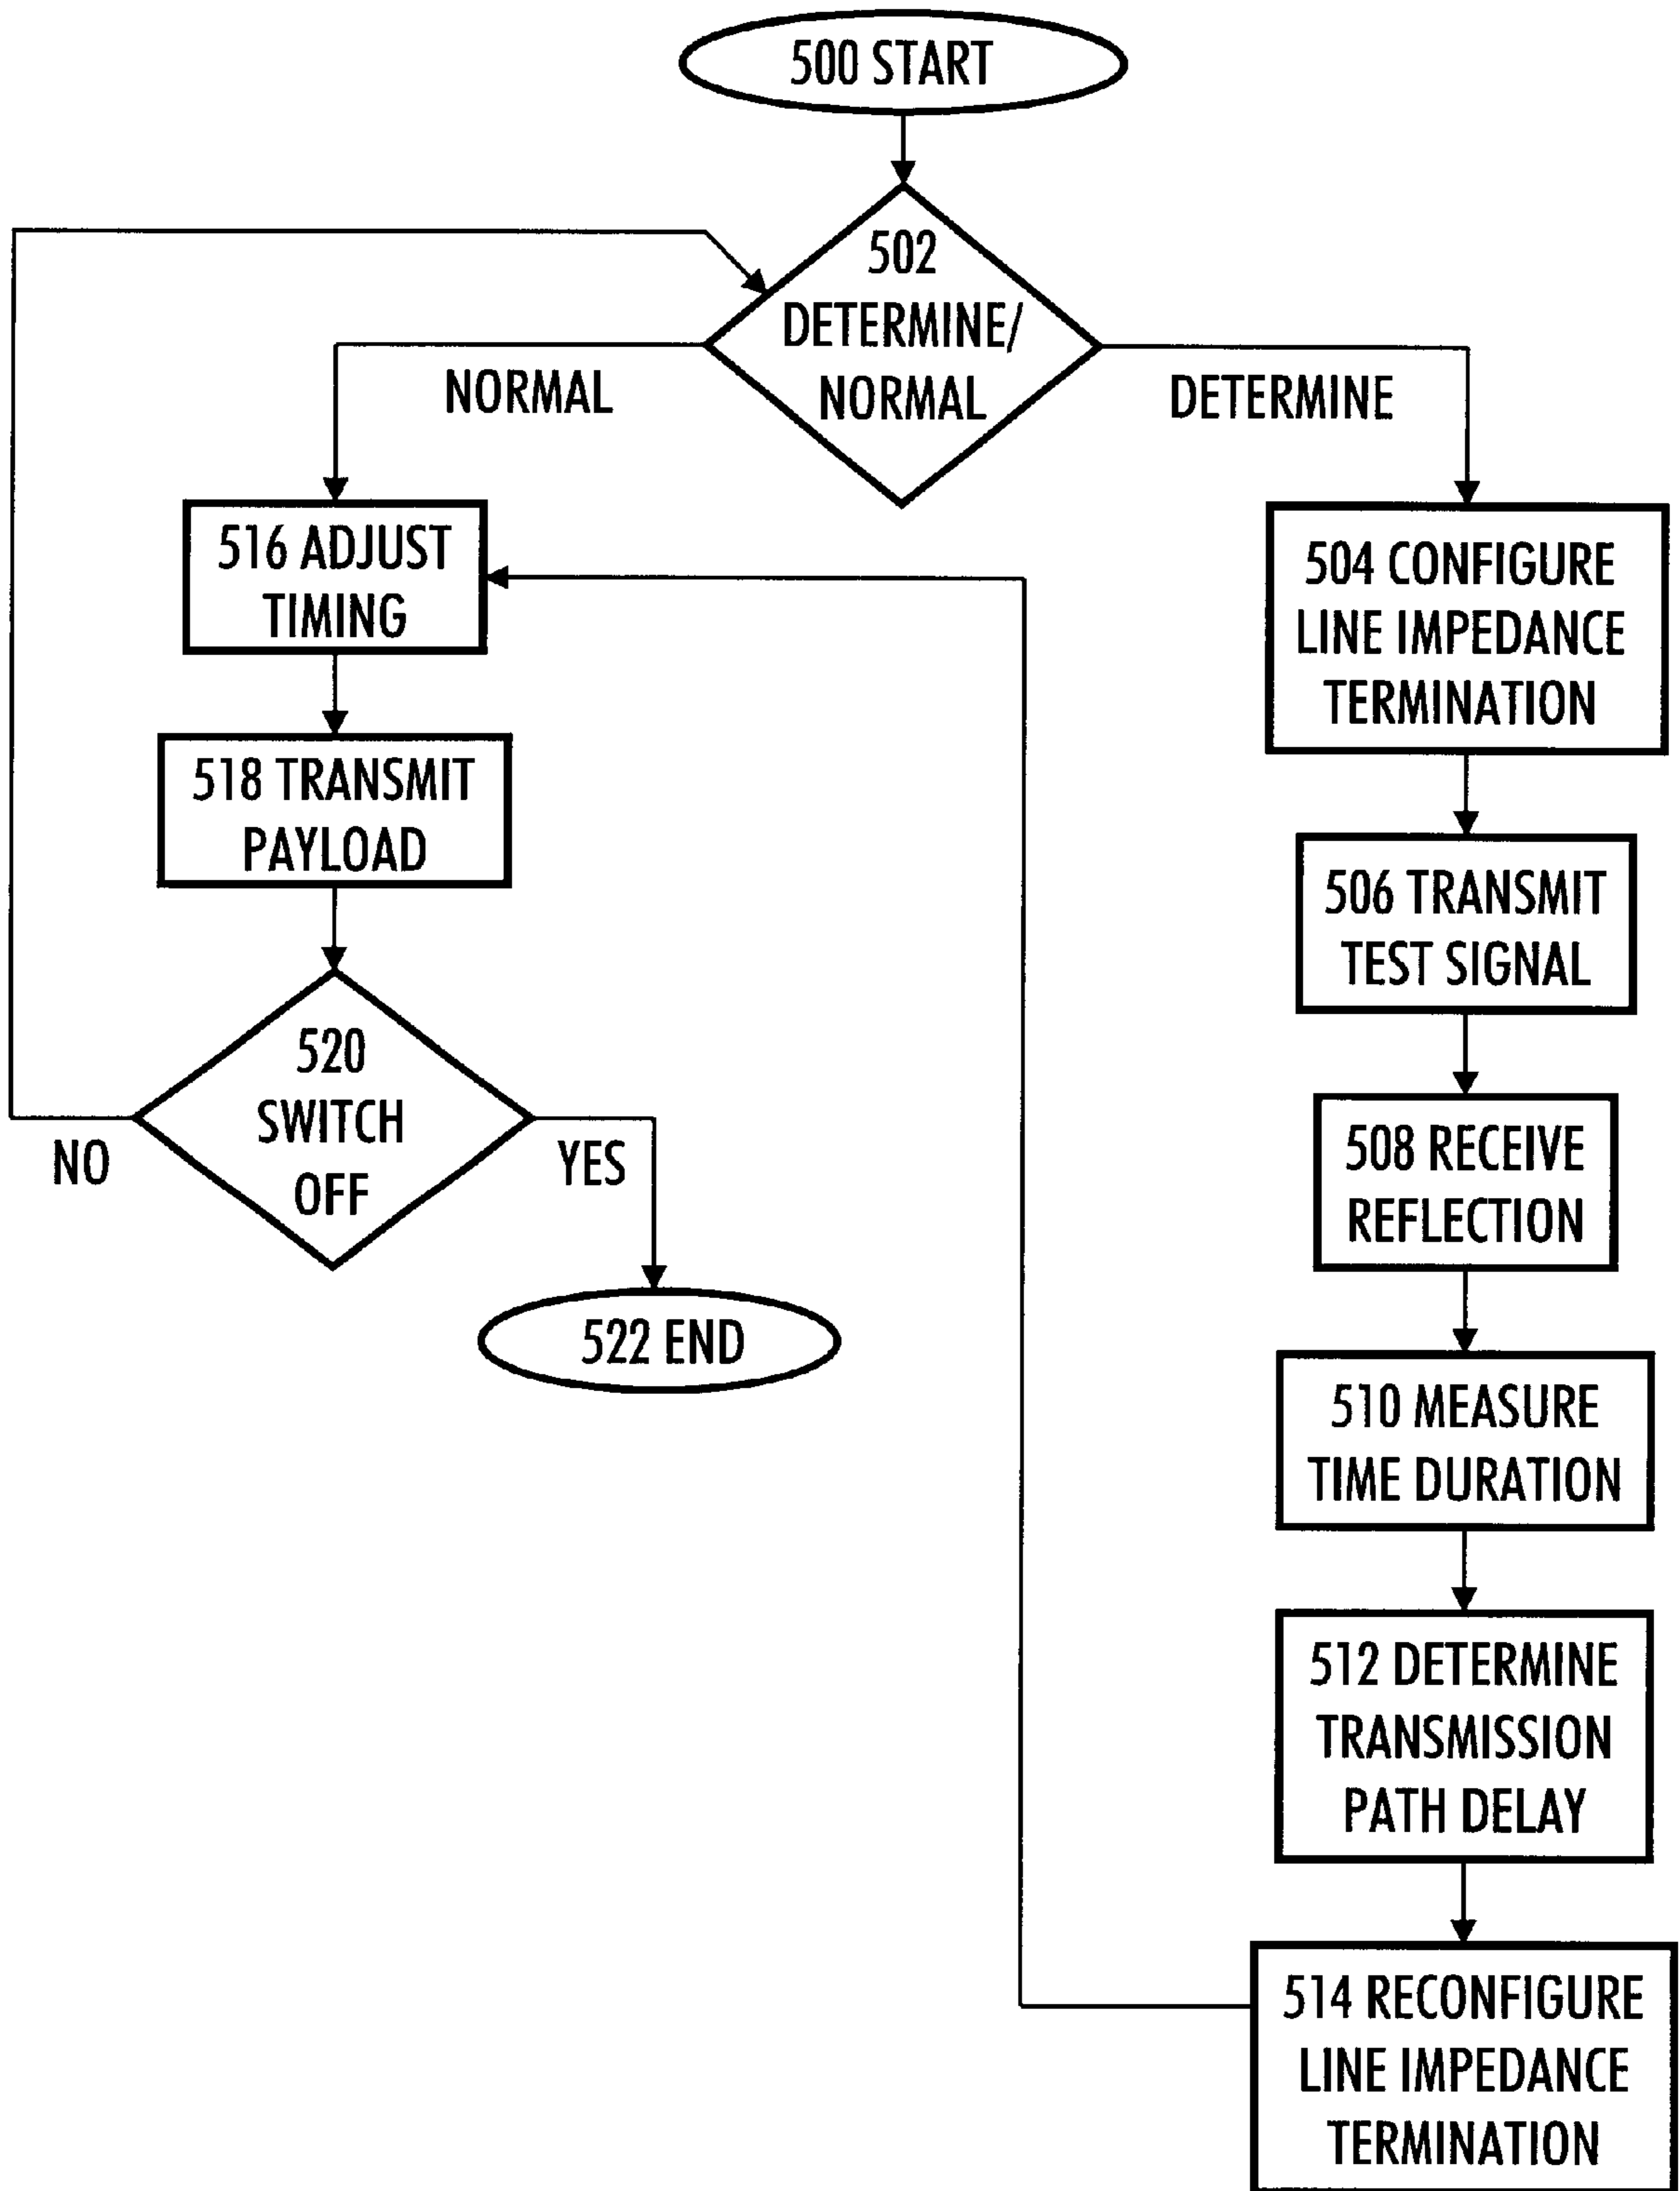 500 START
502
DETERMINE/
NORMAL
NORMAL
DETERMINE
516 ADJUST
TIMING
518 TRANSMIT
PAYLOAD
520
SWITCH
OFF
NO
YES
522 END
504 CONFIGURE
LINE IMPEDANCE
TERMINATION
506 TRANSMIT
TEST SIGNAL
508 RECEIVE
REFLECTION
510 MEASURE
TIME DURATION
512 DETERMINE
TRANSMISSION
PATH DELAY
514 RECONFIGURE
LINE IMPEDANCE
TERMINATION